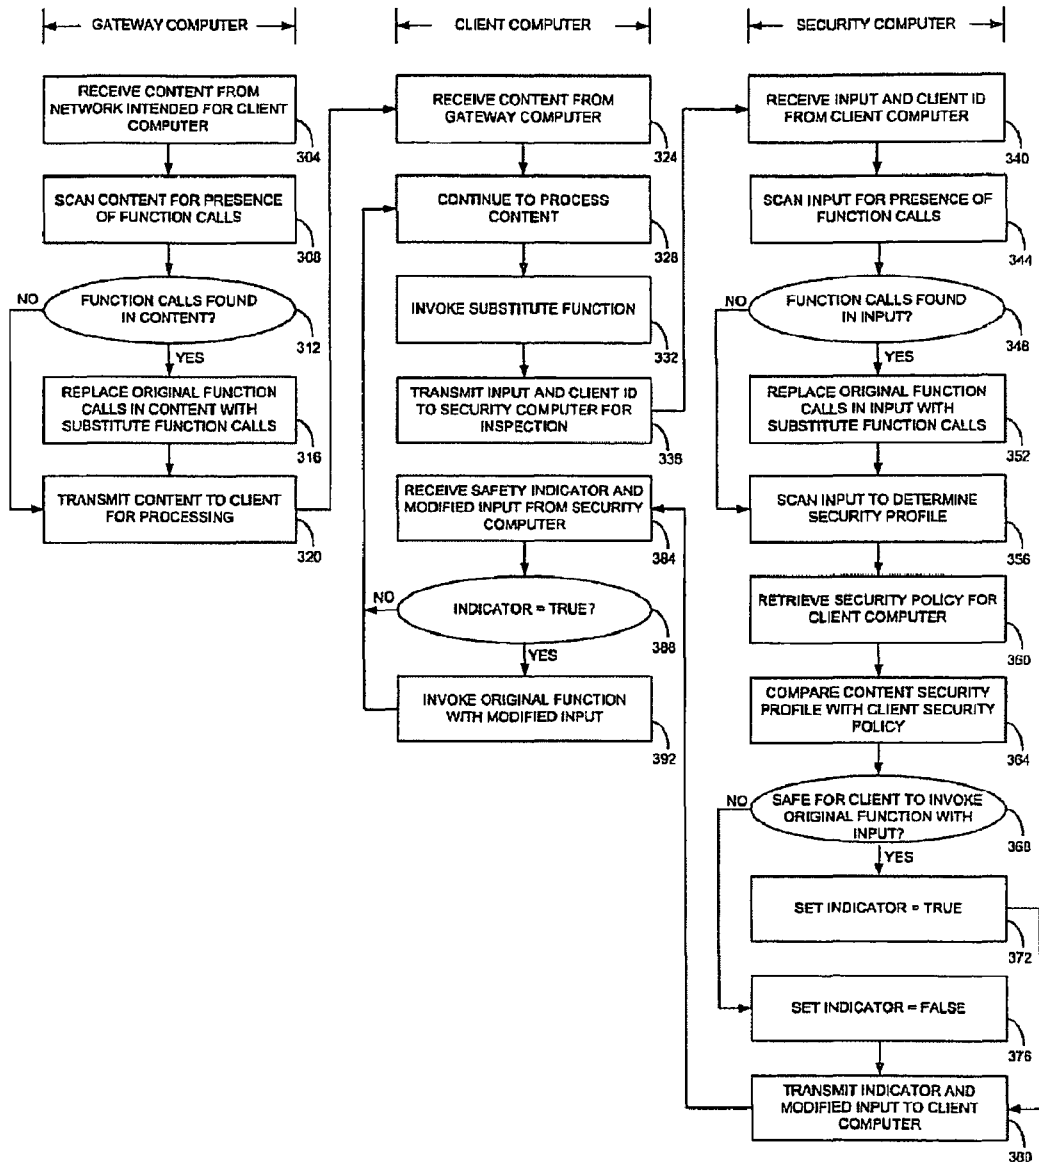 GATEWAY COMPUTER
RECEIVE CONTENT FROM
NETWORK INTENDED FOR CLIENT
COMPUTER
304
SCAN CONTENT FOR PRESENCE
OF FUNCTION CALLS
308
FUNCTION CALLS FOUND
IN CONTENT?
NO
312
YES
REPLACE ORIGINAL FUNCTION
CALLS IN CONTENT WITH
SUBSTITUTE FUNCTION CALLS
316
TRANSMIT CONTENT TO CLIENT
FOR PROCESSING
320
CLIENT COMPUTER
RECEIVE CONTENT FROM
GATEWAY COMPUTER
324
CONTINUE TO PROCESS
CONTENT
328
INVOKE SUBSTITUTE FUNCTION
332
TRANSMIT INPUT AND CLIENT ID
TO SECURITY COMPUTER FOR
INSPECTION
336
RECEIVE SAFETY INDICATOR AND
MODIFIED INPUT FROM SECURITY
COMPUTER
384
NO
INDICATOR = TRUE?
388
YES
INVOKE ORIGINAL FUNCTION
WITH MODIFIED INPUT
392
SECURITY COMPUTER
RECEIVE INPUT AND CLIENT ID
FROM CLIENT COMPUTER
340
SCAN INPUT FOR PRESENCE OF
FUNCTION CALLS
344
NO
FUNCTION CALLS FOUND
IN INPUT?
348
YES
REPLACE ORIGINAL FUNCTION
CALLS IN INPUT WITH
SUBSTITUTE FUNCTION CALLS
352
SCAN INPUT TO DETERMINE
SECURITY PROFILE
356
RETRIEVE SECURITY POLICY FOR
CLIENT COMPUTER
360
COMPARE CONTENT SECURITY
PROFILE WITH CLIENT SECURITY
POLICY
364
NO
SAFE FOR CLIENT TO INVOKE
ORIGINAL FUNCTION WITH
INPUT?
368
YES
SET INDICATOR = TRUE
372
SET INDICATOR = FALSE
376
TRANSMIT INDICATOR AND
MODIFIED INPUT TO CLIENT
COMPUTER
380